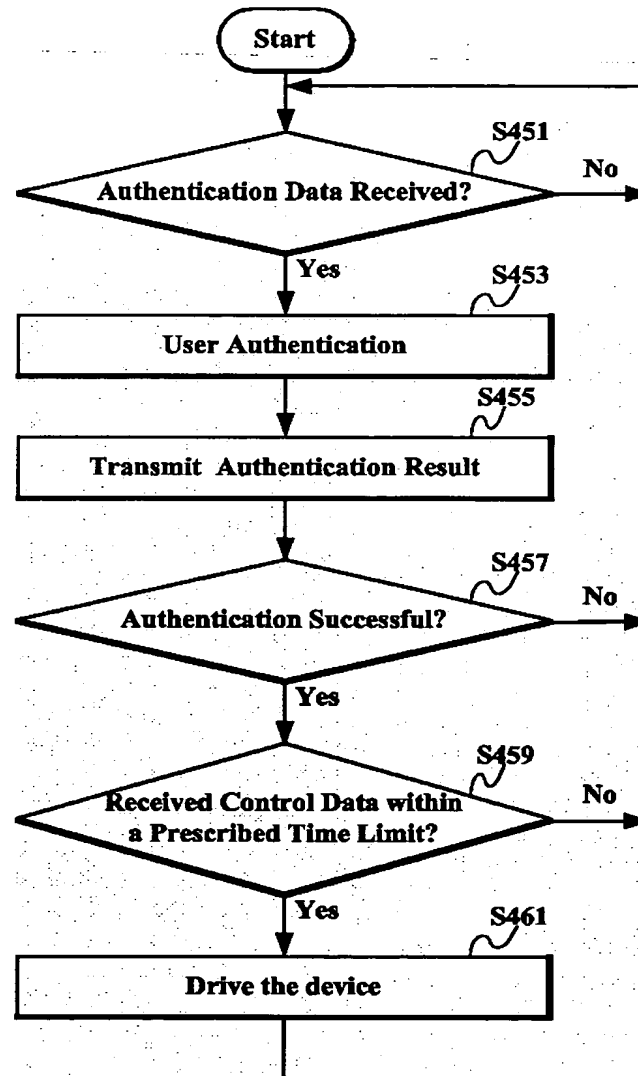 Start
S451
Authentication Data Received?
No
Yes
S453
User Authentication
S455
Transmit Authentication Result
S457
Authentication Successful?
No
Yes
S459
Received Control Data within
a Prescribed Time Limit?
No
Yes
S461
Drive the device